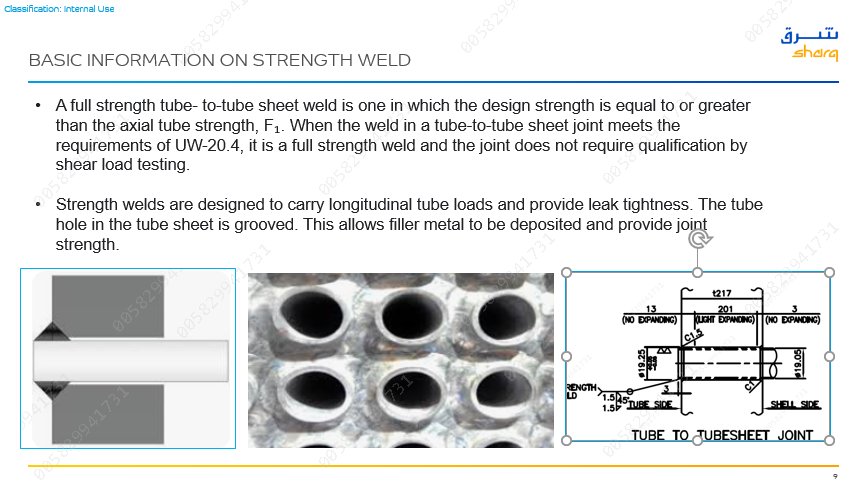 Classification: Internal Use
شرق
sharq
BASIC INFORMATION ON STRENGTH WELD
• A full strength tube- to-tube sheet weld is one in which the design strength is equal to or greater
than the axial tube strength, F₁. When the weld in a tube-to-tube sheet joint meets the
requirements of UW-20.4, it is a full strength weld and the joint does not require qualification by
shear load testing.
• Strength welds are designed to carry longitudinal tube loads and provide leak tightness. The tube
hole in the tube sheet is grooved. This allows filler metal to be deposited and provide joint
strength.
t217
13 201 3
(NO EXPANDING) (LIGHT EXPANDING) (NO EXPANDING)
C1.5
ø19.25
ø19.05
RENGTH
LD
1.5
1.5
45°
3
C1
TUBE SIDE SHELL SIDE
TUBE TO TUBESHEET JOINT
9
0058299941731